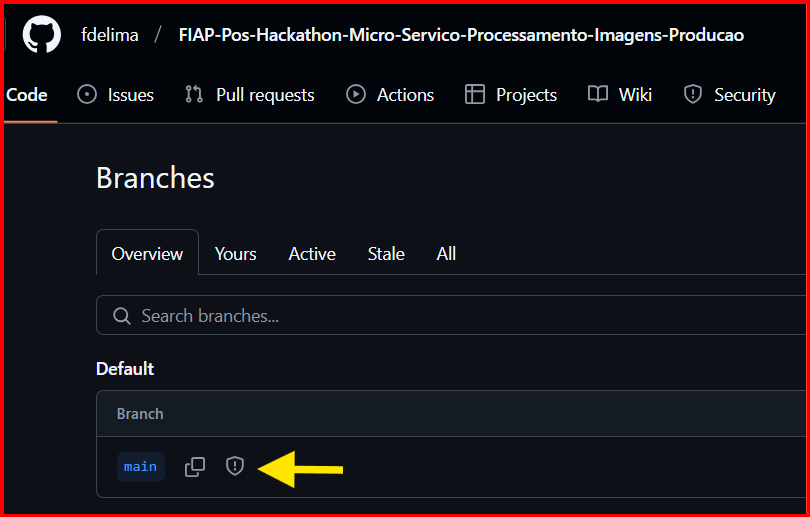 fdelima / FIAP-Pos-Hackathon-Micro-Servico-Processamento-Imagens-Producao
Code Issues Pull requests Actions Projects Wiki Security
Branches
Overview Yours Active Stale All
Search branches...
Default
Branch
main